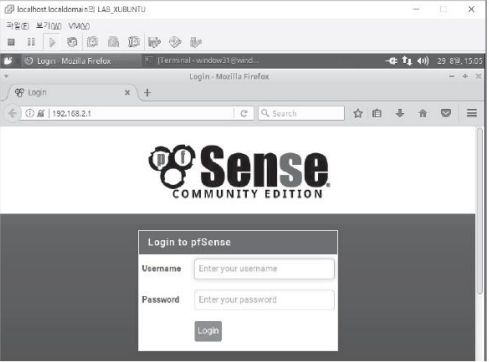 localhost.localdomain의 LAB_XUBUNTU
파일(F) 보기(V) VM(V)
Login - Mozilla Firefox
[Terminal - window31@wind...
29 8월, 15:05
Login - Mozilla Firefox
Login
192.168.2.1
Search
pf Sense
COMMUNITY EDITION
Login to pfSense
Username Enter your username
Password Enter your password
Login